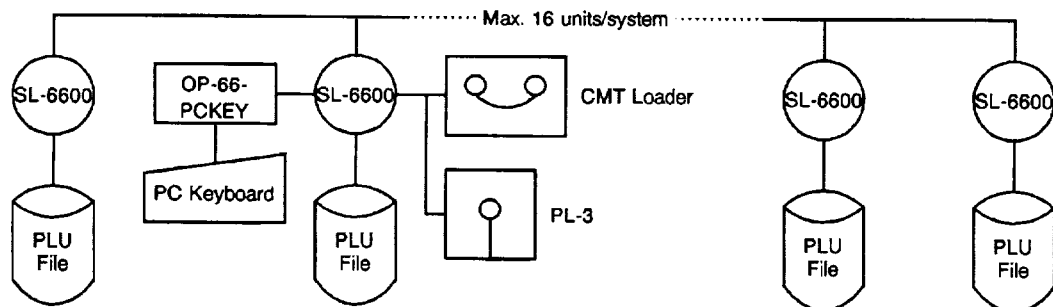 Max. 16 units/system
SL-6600
OP-66-
PCKEY
SL-6600
CMT Loader
SL-6600
SL-6600
PC Keyboard
PL-3
PLU
File
PLU
File
PLU
File
PLU
File